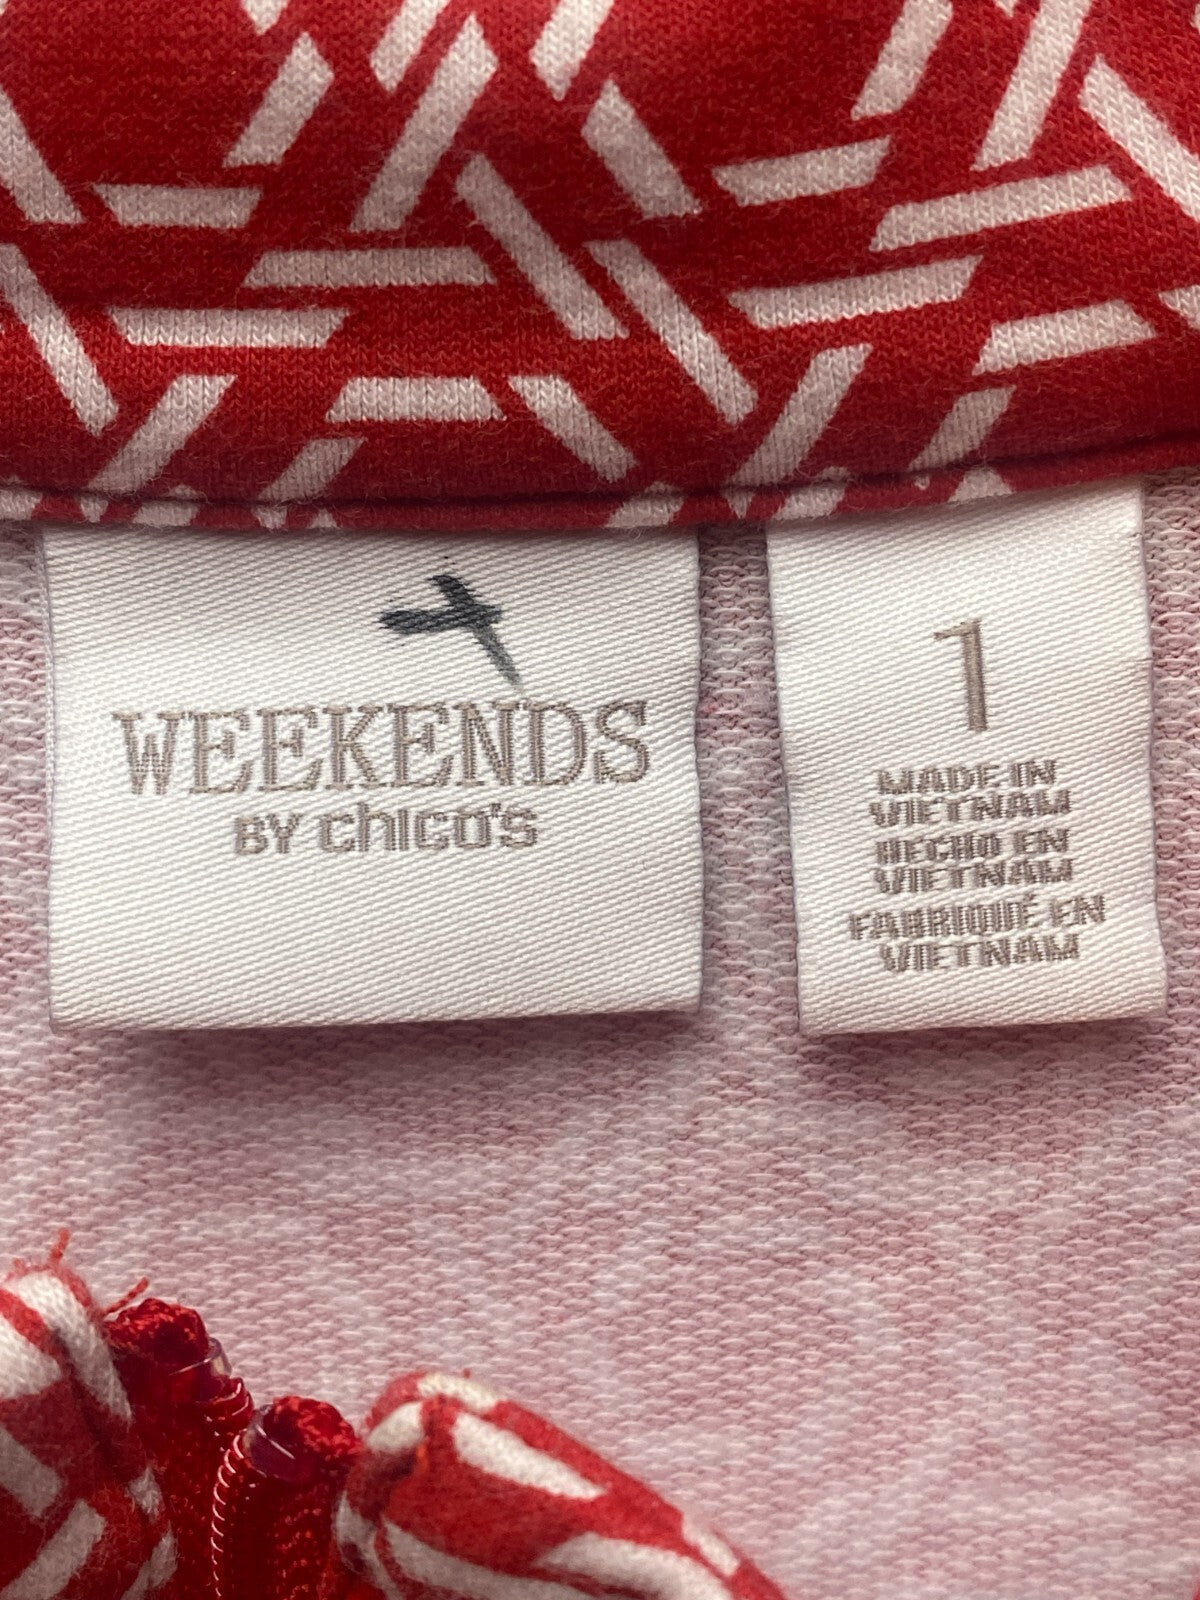 WEEKENDS
BY chico's
1
MADE IN
VIETNAM
HECHO EN
VIETNAM
FABRIQUÉ EN
VIETNAM